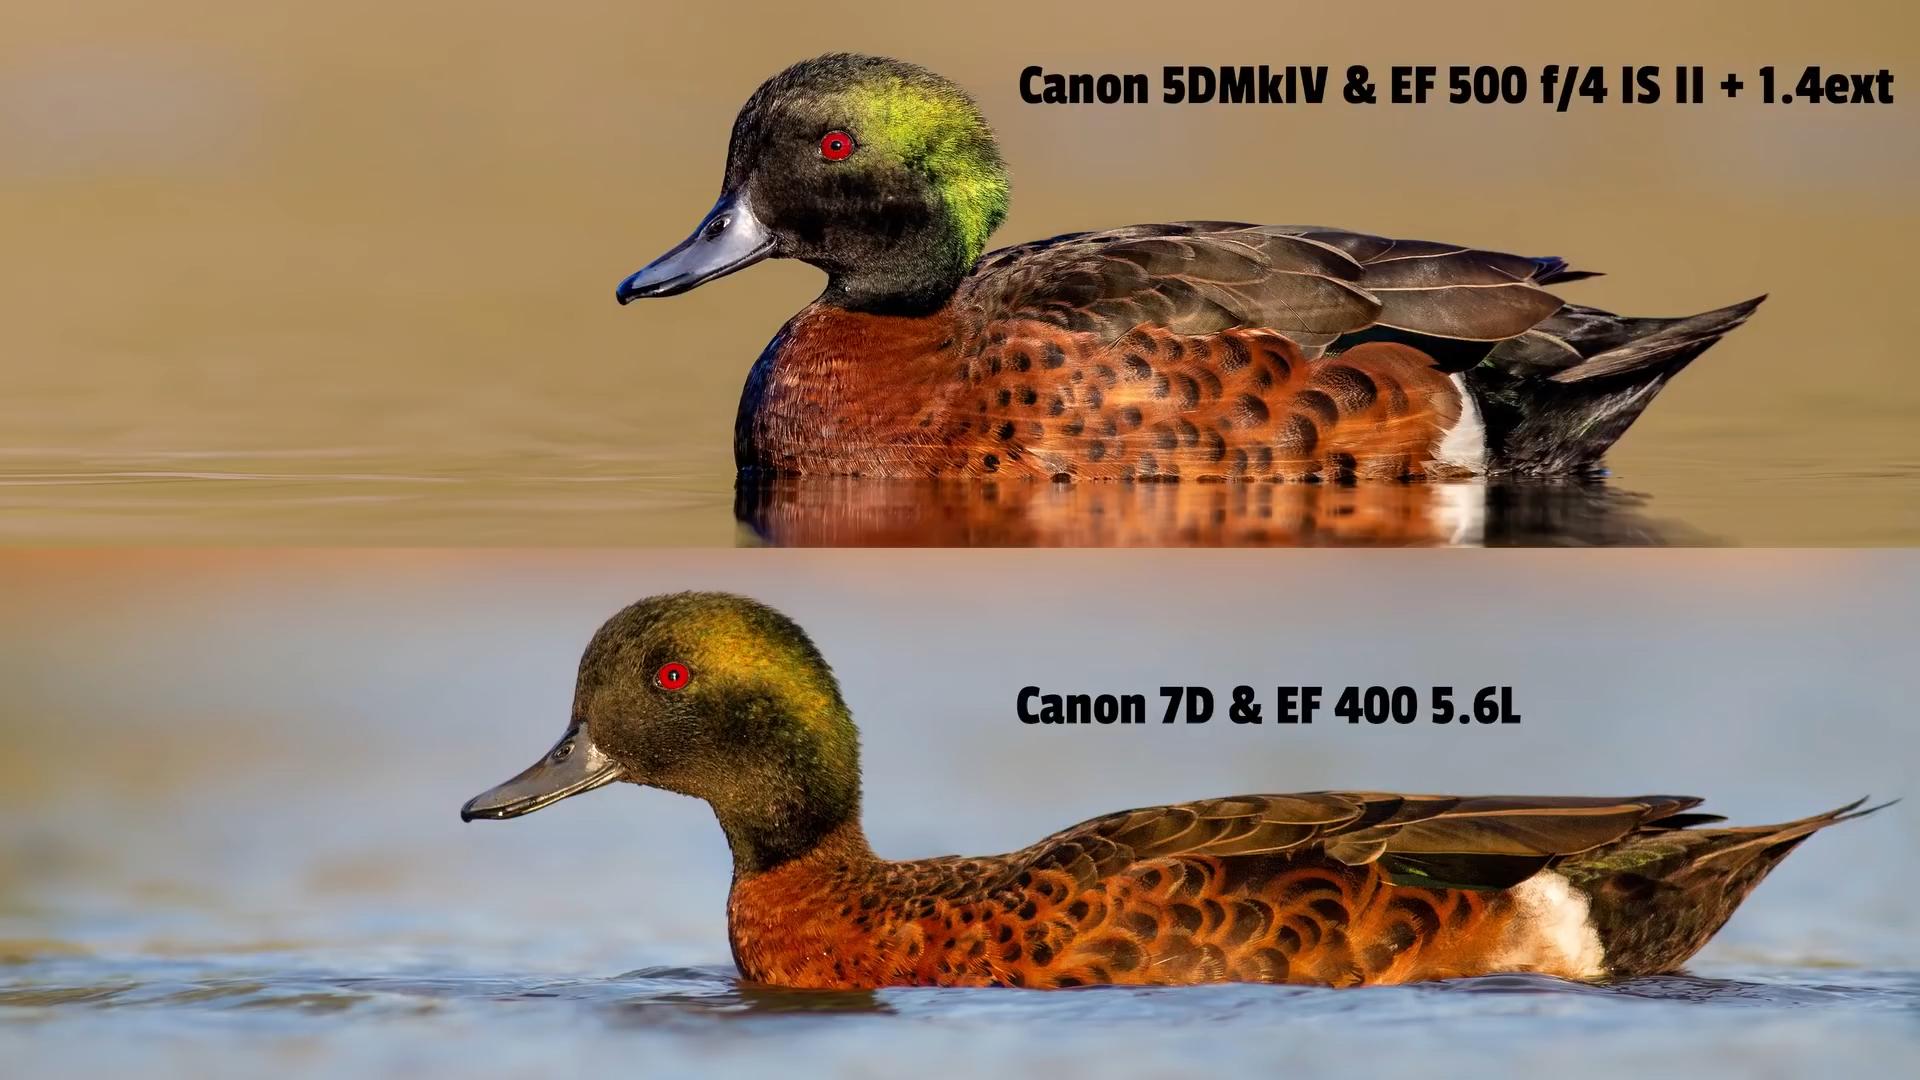 Canon 5DMkIV & EF 500 f/4 IS II + 1.4ext
Canon 7D & EF 400 5.6L